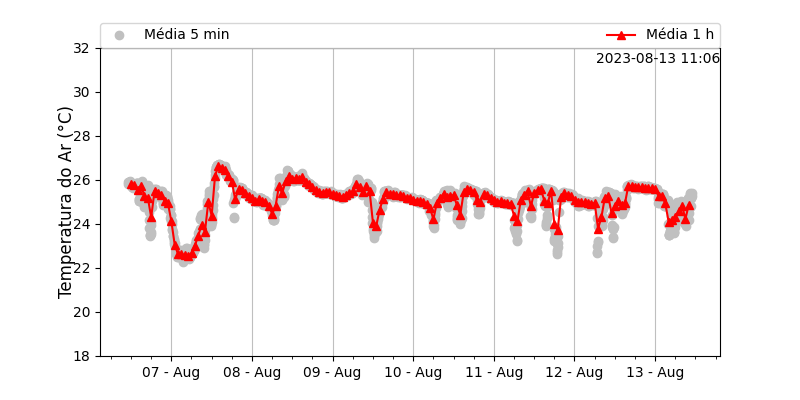 Média 5 min
Média 1 h
2023-08-13 11:06
Temperatura do Ar (°C)
32
30
28
26
24
22
20
18
07 - Aug
08 - Aug
09 - Aug
10 - Aug
11 - Aug
12 - Aug
13 - Aug